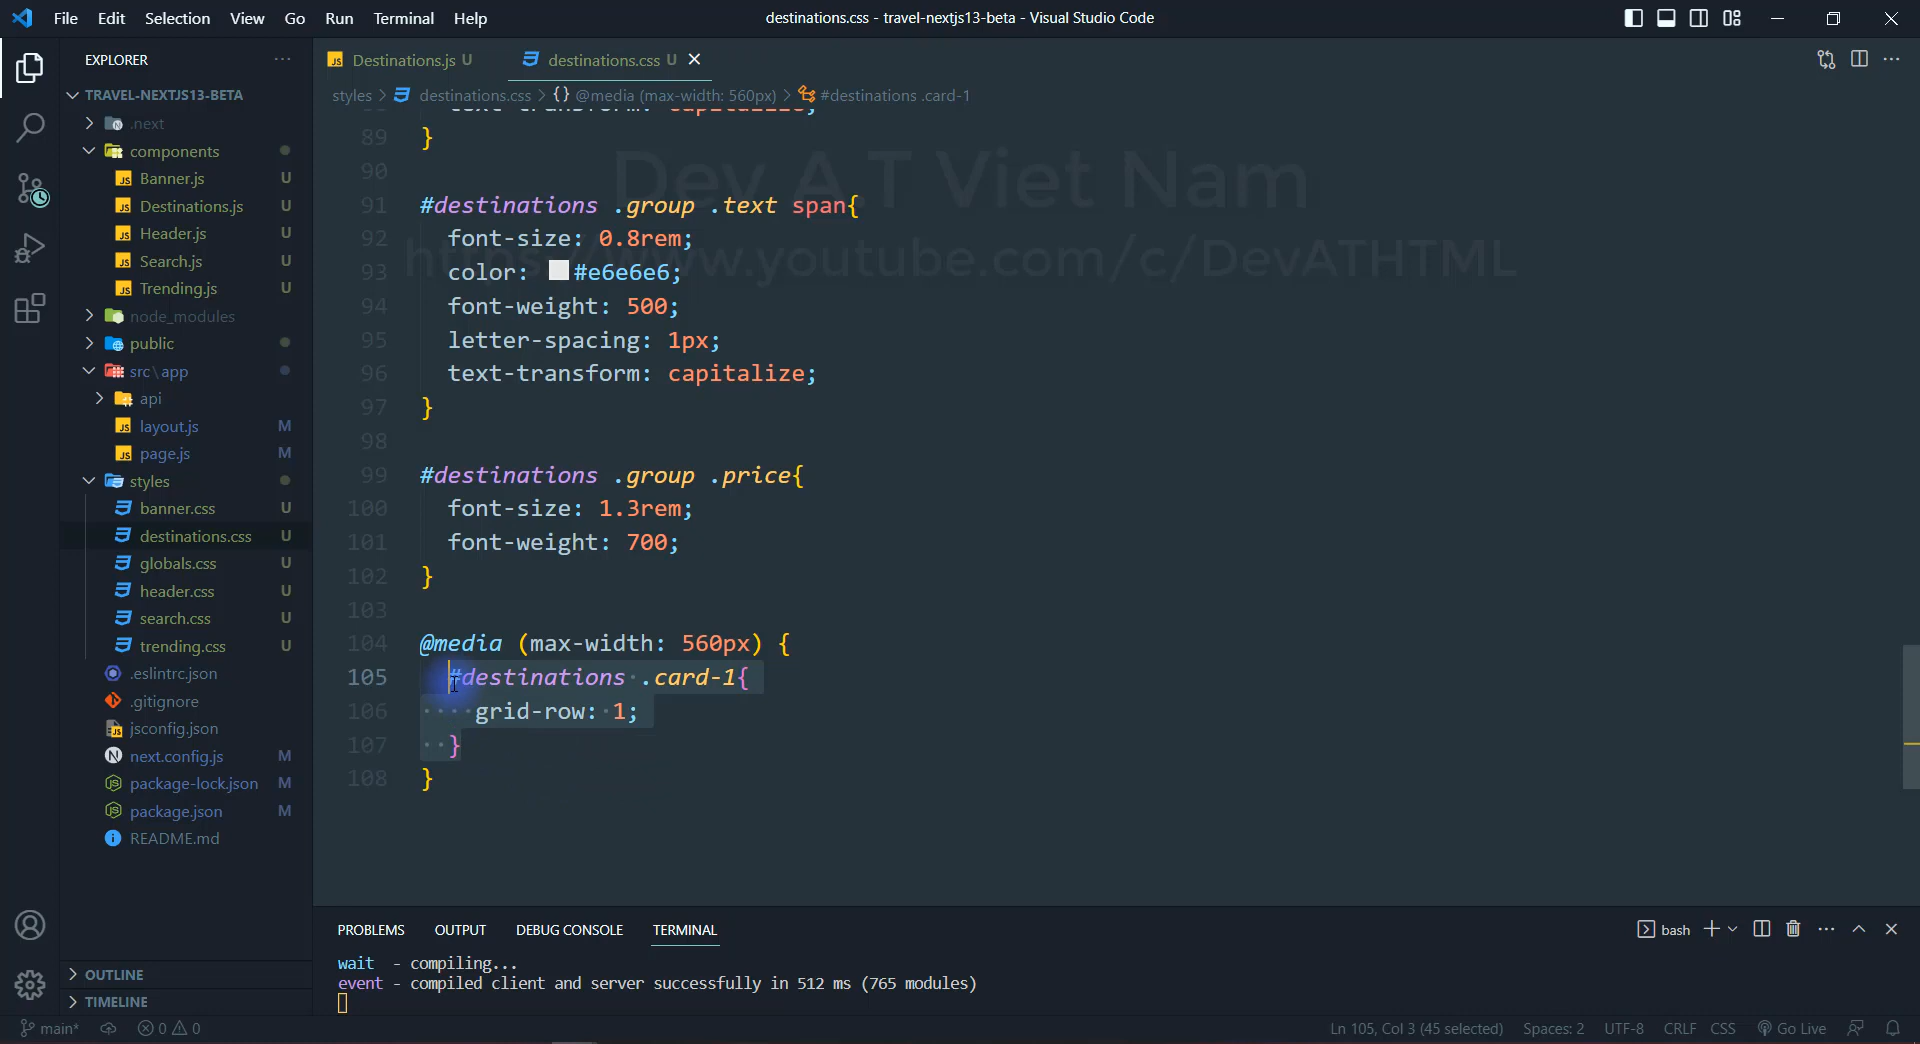 File Edit Selection View Go Run Terminal Help
destinations.css - travel-nextjs13-beta - Visual Studio Code
EXPLORER
TRAVEL-NEXTJS13-BETA
.next
components
Banner.js U
Destinations.js U
Header.js U
Search.js U
Trending.js U
node_modules
public
src\app
api
layout.js M
page.js M
styles
banner.css U
destinations.css U
globals.css U
header.css U
search.css U
trending.css U
.eslintrc.json
.gitignore
jsconfig.json
next.config.js M
package-lock.json M
package.json M
README.md
OUTLINE
TIMELINE
Destinations.js U
destinations.css U
styles > destinations.css > {} @media (max-width: 560px) > #destinations .card-1
text-transform: capitalize;
89 }
90
91 #destinations .group .text span{
92 font-size: 0.8rem;
93 color: #e6e6e6;
94 font-weight: 500;
95 letter-spacing: 1px;
96 text-transform: capitalize;
97 }
98
99 #destinations .group .price{
100 font-size: 1.3rem;
101 font-weight: 700;
102 }
103
104 @media (max-width: 560px) {
105 #destinations .card-1{
106 grid-row: 1;
107 }
108 }
Dev A.T Viet Nam
https://www.youtube.com/c/DevATHTML
PROBLEMS OUTPUT DEBUG CONSOLE TERMINAL
bash
wait - compiling...
event - compiled client and server successfully in 512 ms (765 modules)
main* 0 0
Ln 105, Col 3 (45 selected) Spaces: 2 UTF-8 CRLF CSS Go Live